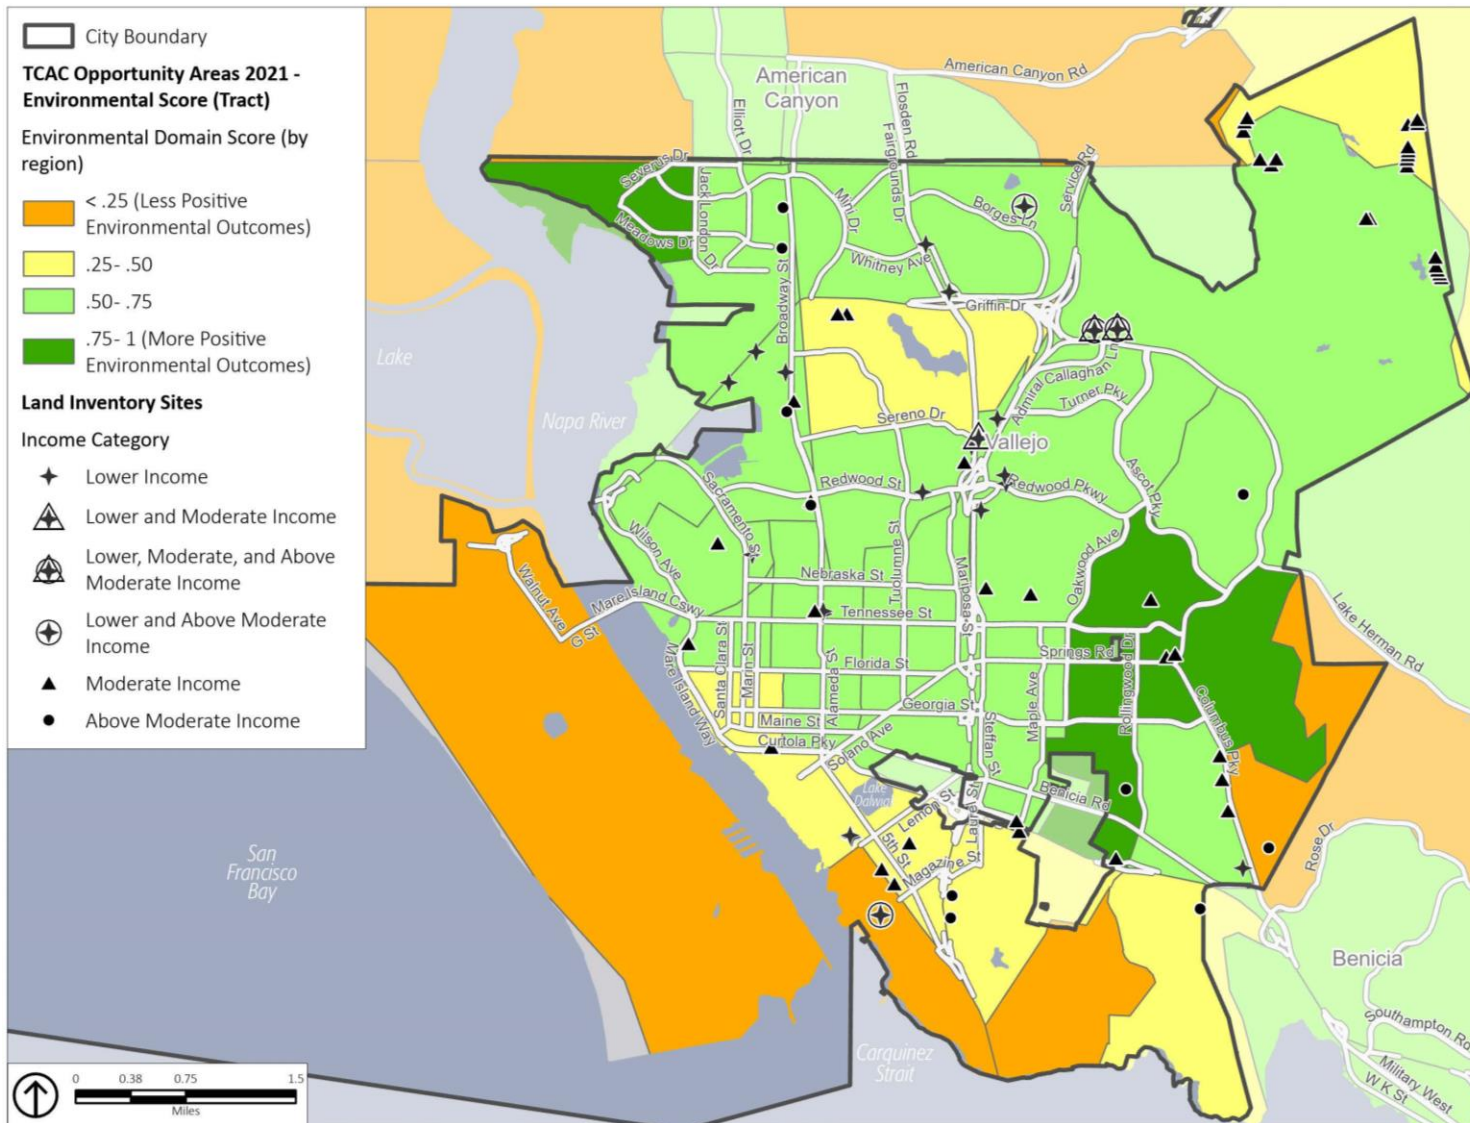 City Boundary
TCAC Opportunity Areas 2021 -
Environmental Score (Tract)
Environmental Domain Score (by
region)
< .25 (Less Positive
Environmental Outcomes)
.25- .50
.50- .75
.75- 1 (More Positive
Environmental Outcomes)
Land Inventory Sites
Income Category
Lower Income
Lower and Moderate Income
Lower, Moderate, and Above
Moderate Income
Lower and Above Moderate
Income
Moderate Income
Above Moderate Income
0 0.38 0.75 1.5
Miles
American
Canyon
American Canyon Rd
Elliott Dr
Flosden Rd
Fairgrounds Dr
Service Rd
Severus Dr
Jack London Dr
Meadows Dr
Mini Dr
Borges Ln
Whitney Ave
Broadway St
Griffin Dr
Lake
Napa River
Admiral Callaghan Ln
Turner Pky
Sereno Dr
Vallejo
Ascot Pky
Sacramento St
Redwood St
Redwood Pkwy
Wilson Ave
Tuolumne St
Mariposa St
Oakwood Ave
Nebraska St
Walnut Ave
G St
Mare Island Cswy
Tennessee St
Lake Herman Rd
Santa Clara St
Marin St
Florida St
Springs Rd
Rollingwood Dr
Mare Island Way
Alameda St
Georgia St
Maple Ave
Columbus Pky
Maine St
Curtola Pky
Solano Ave
Steffan St
Lake
Dalwigk
Lemon St
Laurel St
Benicia Rd
5th St
Magazine St
Rose Dr
San
Francisco
Bay
Benicia
Southampton Rd
Carquinez
Strait
Military West
W K St